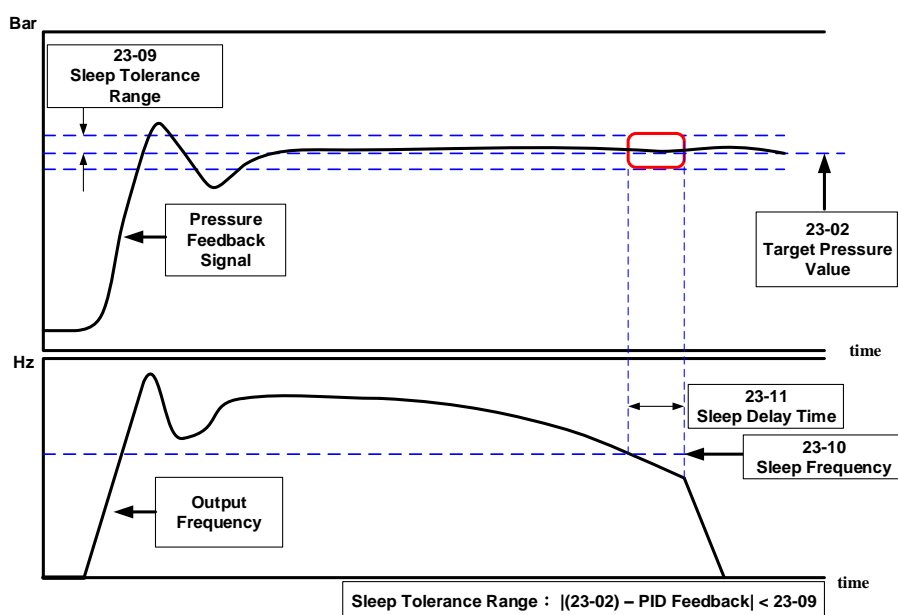 Bar
23-09
Sleep Tolerance
Range
Pressure
Feedback
Signal
23-02
Target Pressure
Value
time
Hz
23-11
Sleep Delay Time
23-10
Sleep Frequency
Output
Frequency
time
Sleep Tolerance Range： |(23-02) – PID Feedback| < 23-09